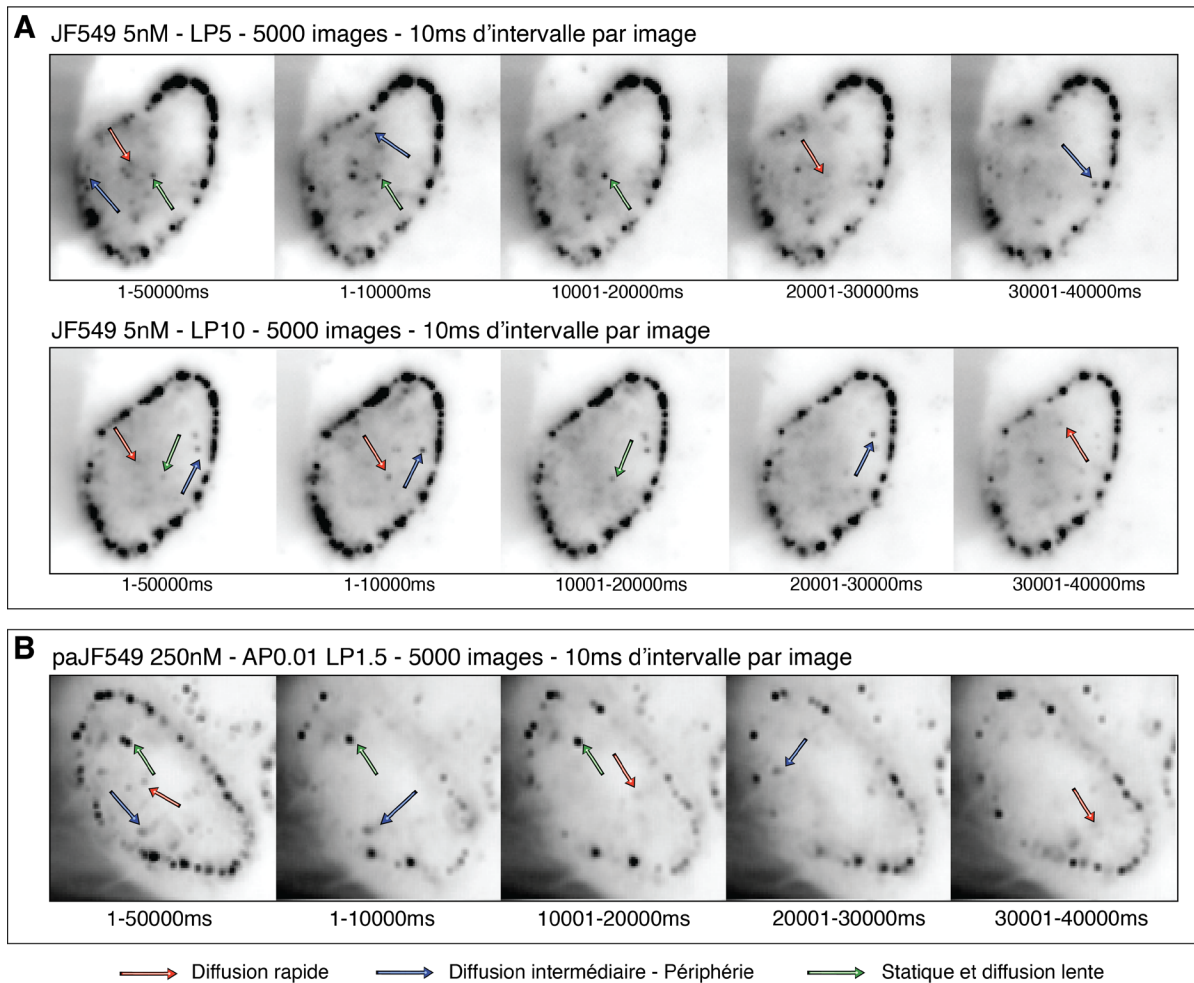 A JF549 5nM - LP5 - 5000 images - 10ms d'intervalle par image
1-50000ms 1-10000ms 10001-20000ms 20001-30000ms 30001-40000ms
JF549 5nM - LP10 - 5000 images - 10ms d'intervalle par image
1-50000ms 1-10000ms 10001-20000ms 20001-30000ms 30001-40000ms
B paJF549 250nM - AP0.01 LP1.5 - 5000 images - 10ms d'intervalle par image
1-50000ms 1-10000ms 10001-20000ms 20001-30000ms 30001-40000ms
Diffusion rapide Diffusion intermédiaire - Périphérie Statique et diffusion lente